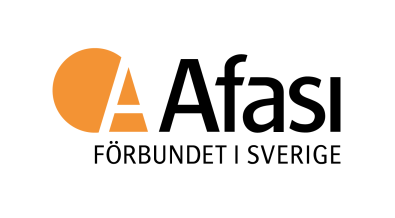 A Afasi
FÖRBUNDET I SVERIGE